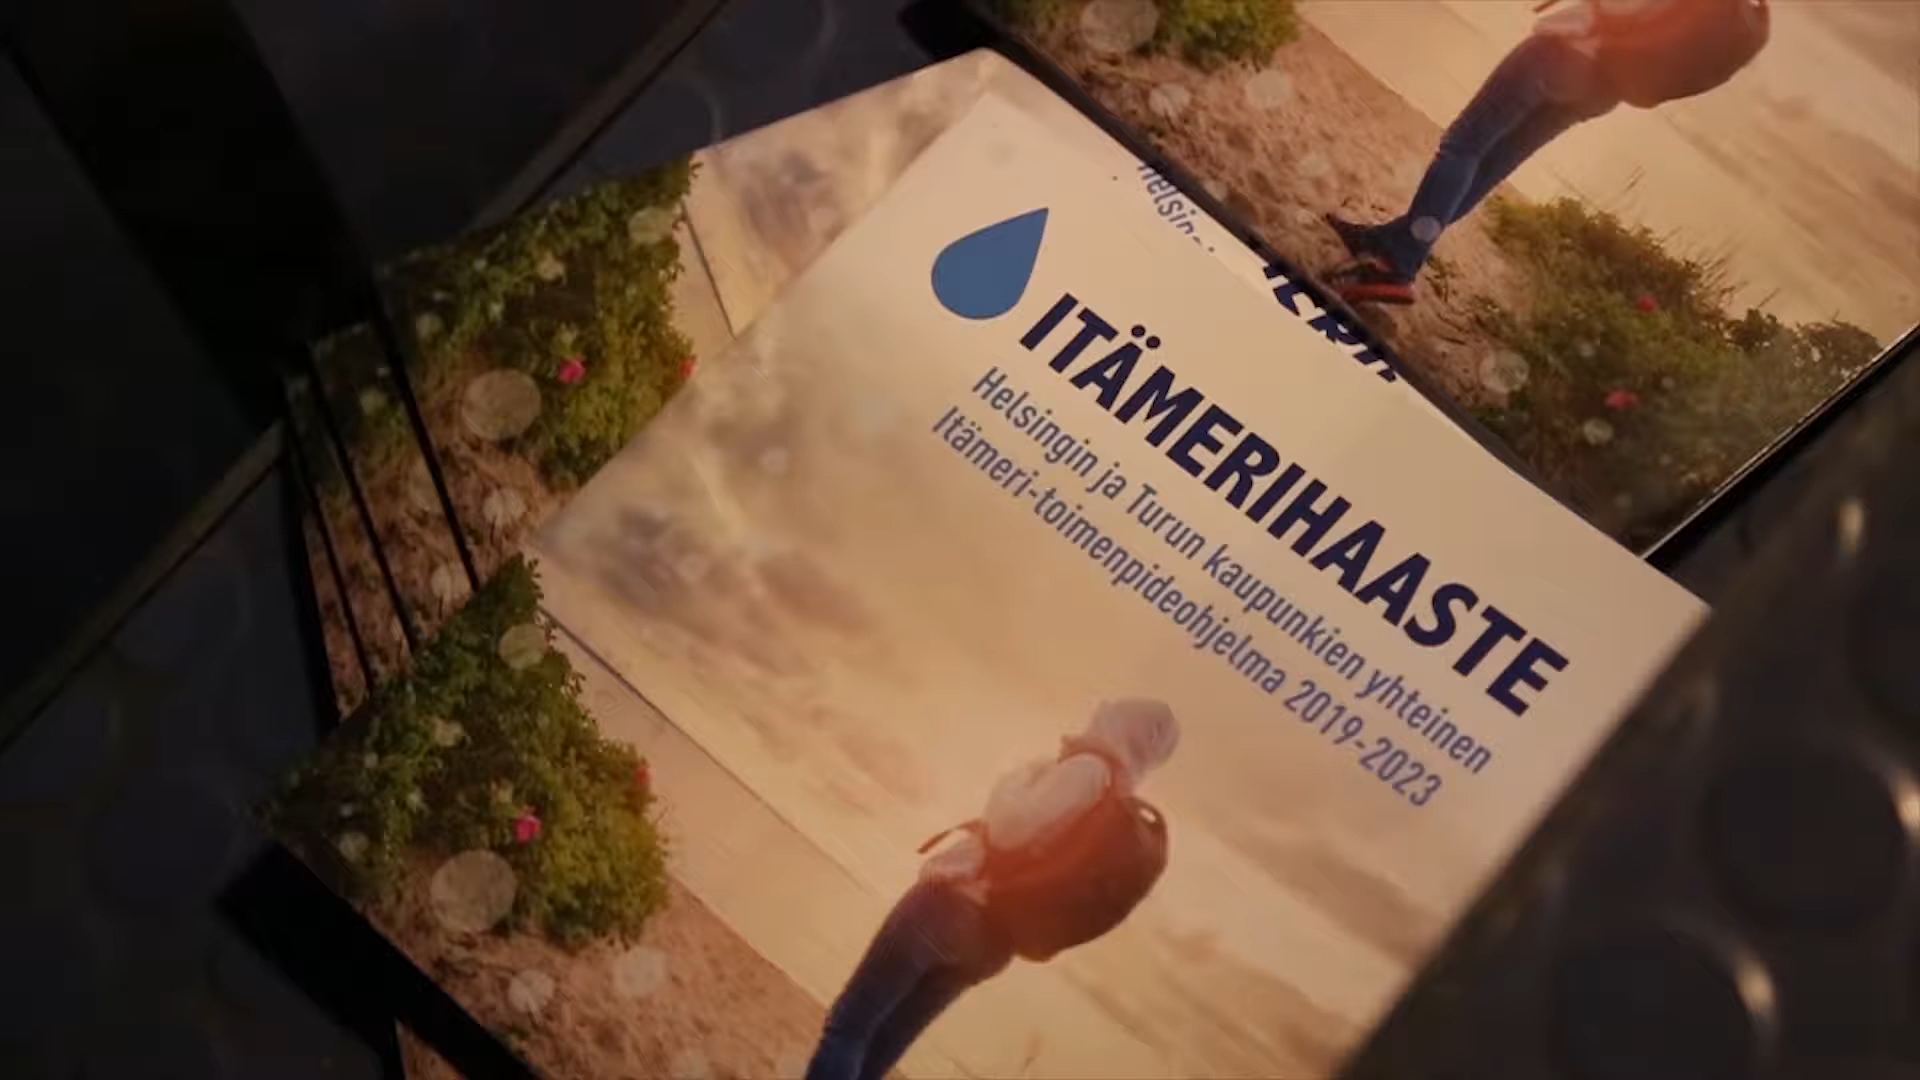 ITÄMERIHAASTE
Helsingin ja Turun kaupunkien yhteinen
Itämeri-toimenpideohjelma 2019-2023